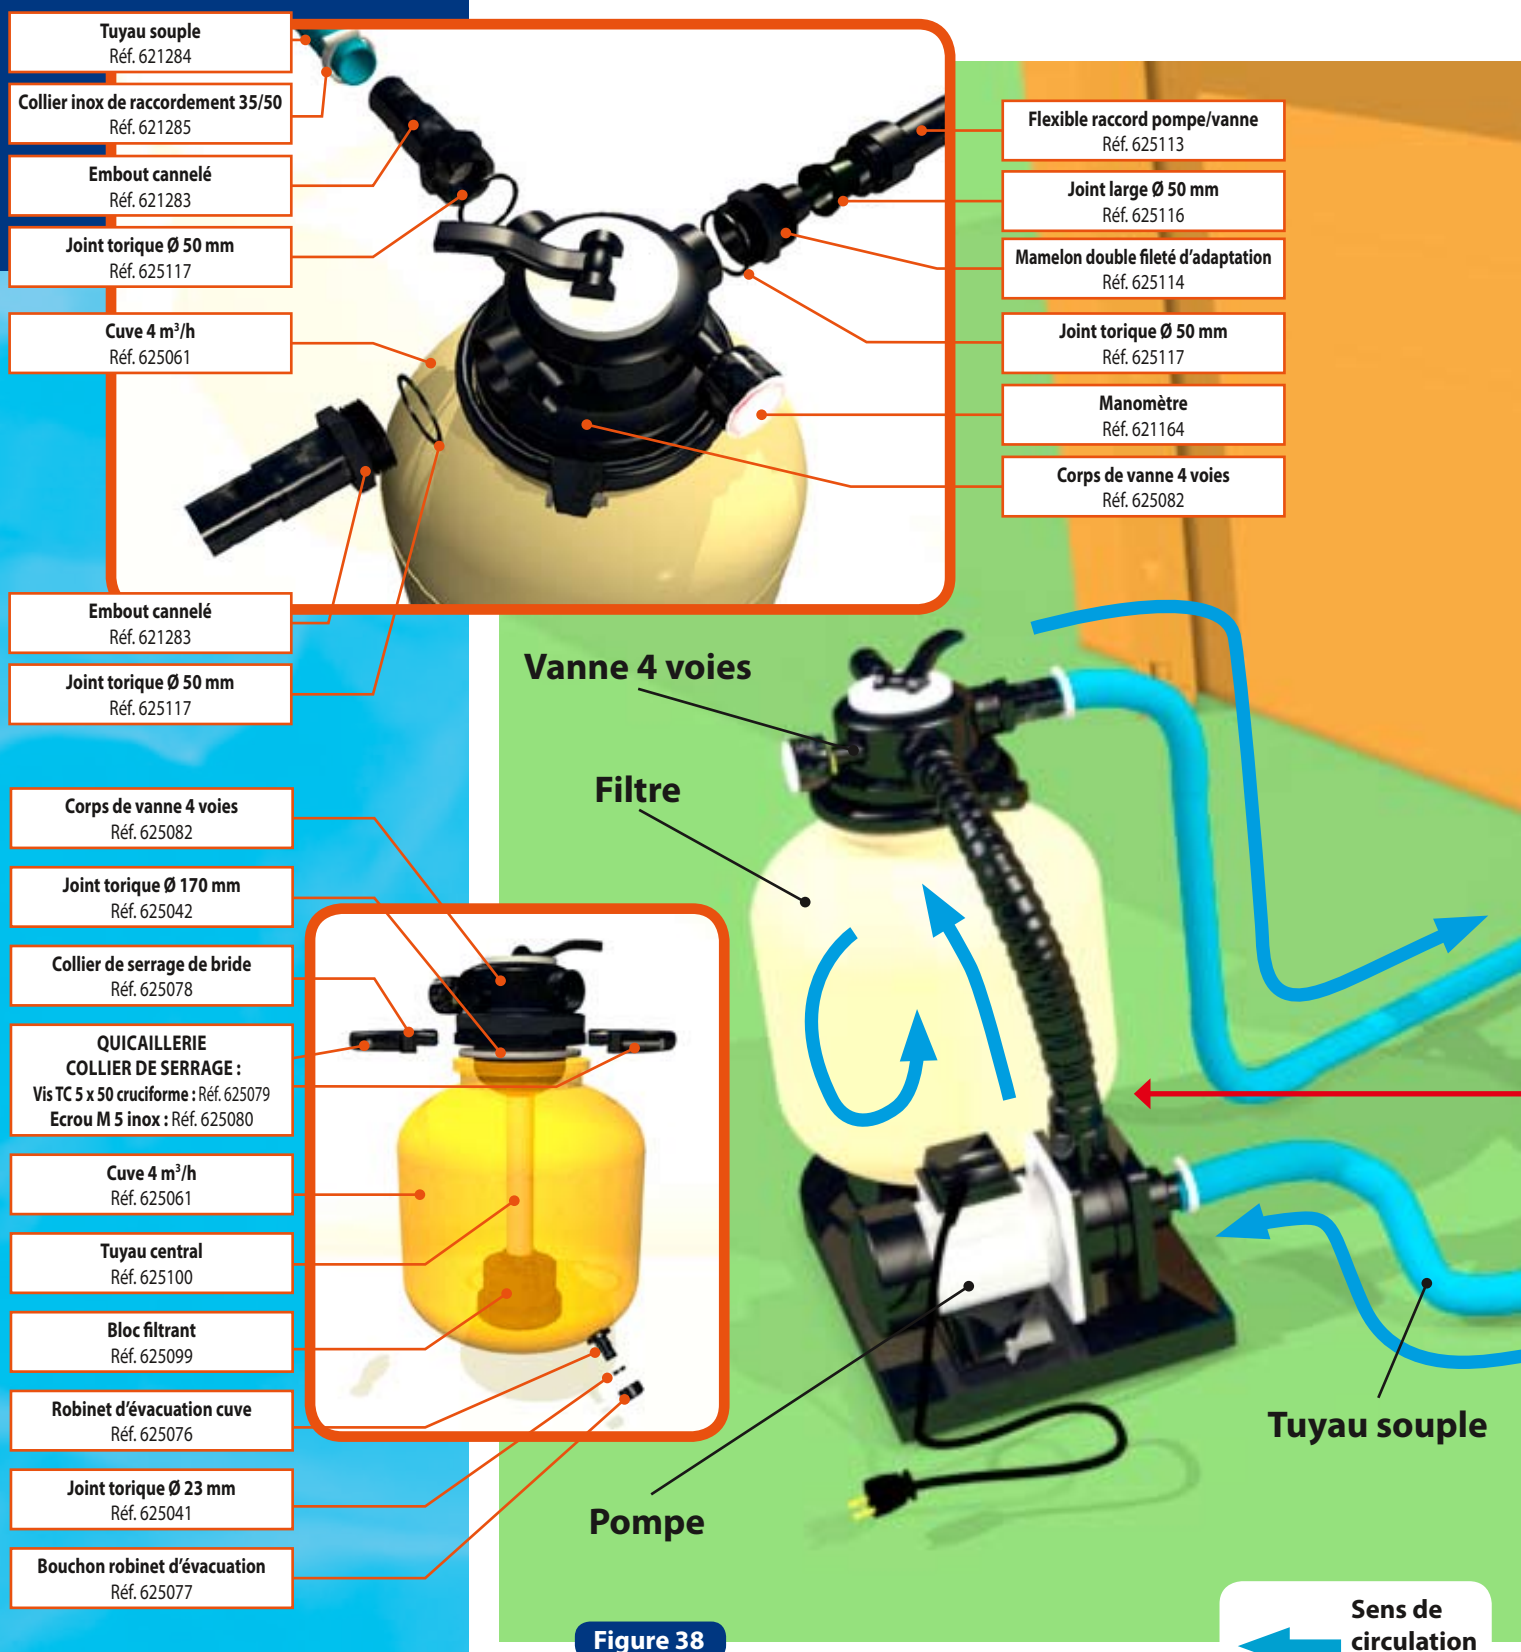 Tuyau souple
Réf. 621284
Collier inox de raccordement 35/50
Réf. 621285
Embout cannelé
Réf. 621283
Joint torique Ø 50 mm
Réf. 625117
Cuve 4 m³/h
Réf. 625061
Embout cannelé
Réf. 621283
Joint torique Ø 50 mm
Réf. 625117
Flexible raccord pompe/vanne
Réf. 625113
Joint large Ø 50 mm
Réf. 625116
Mamelon double fileté d'adaptation
Réf. 625114
Joint torique Ø 50 mm
Réf. 625117
Manomètre
Réf. 621164
Corps de vanne 4 voies
Réf. 625082
Corps de vanne 4 voies
Réf. 625082
Joint torique Ø 170 mm
Réf. 625042
Collier de serrage de bride
Réf. 625078
QUICAILLERIE
COLLIER DE SERRAGE :
Vis TC 5 x 50 cruciforme : Réf. 625079
Ecrou M 5 inox : Réf. 625080
Cuve 4 m³/h
Réf. 625061
Tuyau central
Réf. 625100
Bloc filtrant
Réf. 625099
Robinet d'évacuation cuve
Réf. 625076
Joint torique Ø 23 mm
Réf. 625041
Bouchon robinet d'évacuation
Réf. 625077
Vanne 4 voies
Filtre
Tuyau souple
Pompe
Figure 38
Sens de
circulation